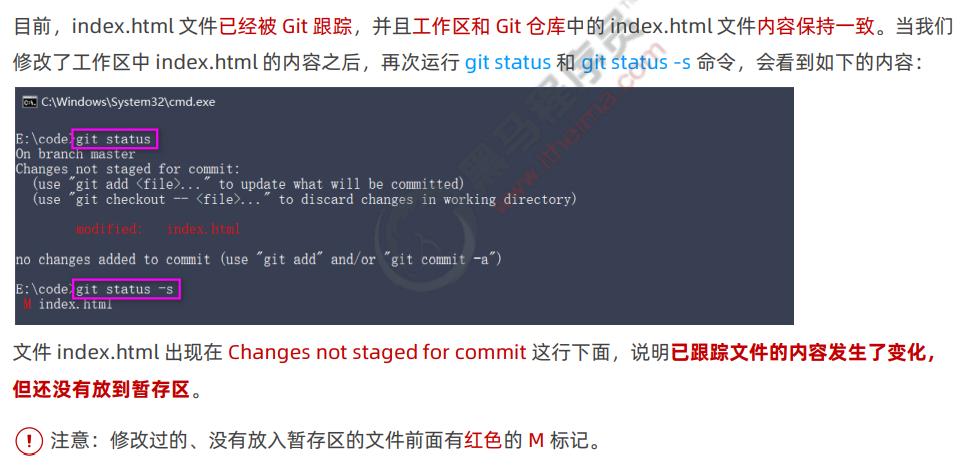 目前，index.html 文件已经被 Git 跟踪，并且工作区和 Git 仓库中的 index.html 文件内容保持一致。当我们
修改了工作区中 index.html 的内容之后，再次运行 git status 和 git status -s 命令，会看到如下的内容：
C:\Windows\System32\cmd.exe
E:\code>git status
On branch master
Changes not staged for commit:
  (use "git add <file>..." to update what will be committed)
  (use "git checkout -- <file>..." to discard changes in working directory)
        modified:   index.html
no changes added to commit (use "git add" and/or "git commit -a")
E:\code>git status -s
 M index.html
文件 index.html 出现在 Changes not staged for commit 这行下面，说明已跟踪文件的内容发生了变化，
但还没有放到暂存区。
! 注意：修改过的、没有放入暂存区的文件前面有红色的 M 标记。
黑马程序员
www.itheima.com